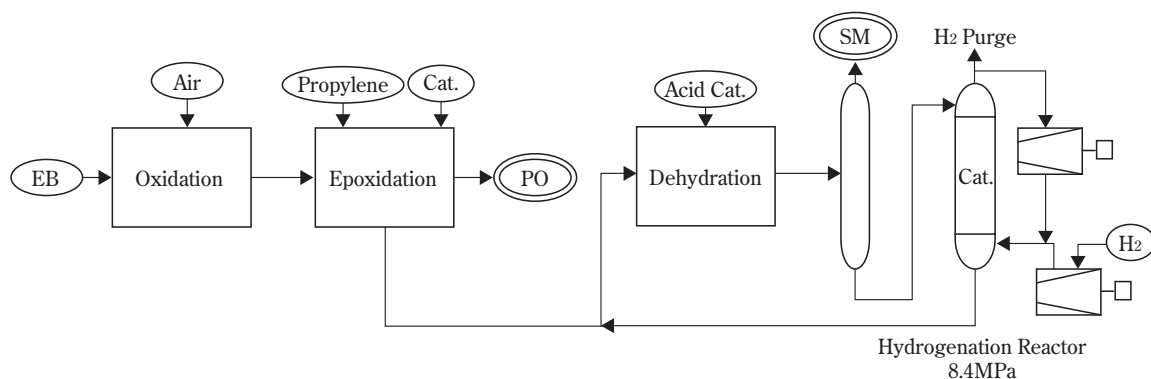 SM
H2 Purge
Air
Propylene
Cat.
Acid Cat.
EB
Oxidation
Epoxidation
PO
Dehydration
Cat.
H2
Hydrogenation Reactor
8.4MPa